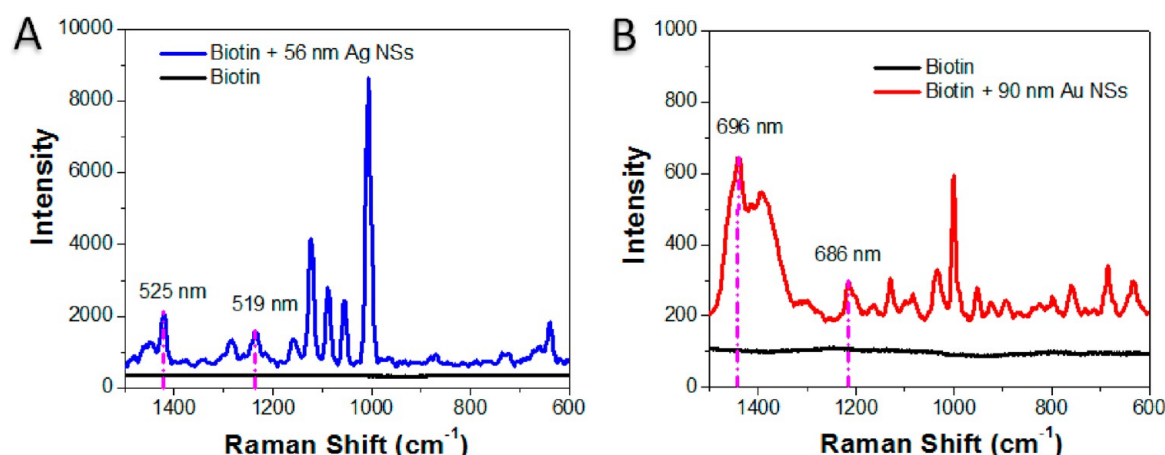 A
Intensity
10000
8000
6000
4000
2000
0
Biotin + 56 nm Ag NSs
Biotin
525 nm
519 nm
1400
1200
1000
800
600
Raman Shift (cm⁻¹)
B
Intensity
1000
800
600
400
200
0
Biotin
Biotin + 90 nm Au NSs
696 nm
686 nm
1400
1200
1000
800
600
Raman Shift (cm⁻¹)